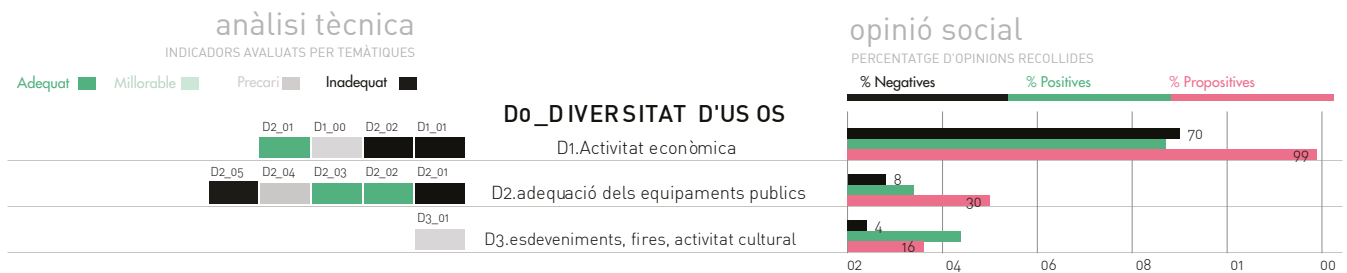 anàlisi tècnica
INDICADORS AVALUATS PER TEMÀTIQUES
Adequat Millorable Precari Inadequat
opinió social
PERCENTATGE D'OPINIONS RECOLLIDES
% Negatives % Positives % Propositives
D0_DIVERSITAT D'USOS
D2_01 D1_00 D2_02 D1_01
D1.Activitat econòmica
70
99
D2_05 D2_04 D2_03 D2_02 D2_01
D2.adequació dels equipaments publics
8
30
D3_01
D3.esdeveniments, fires, activitat cultural
4
16
02 04 06 08 01 00